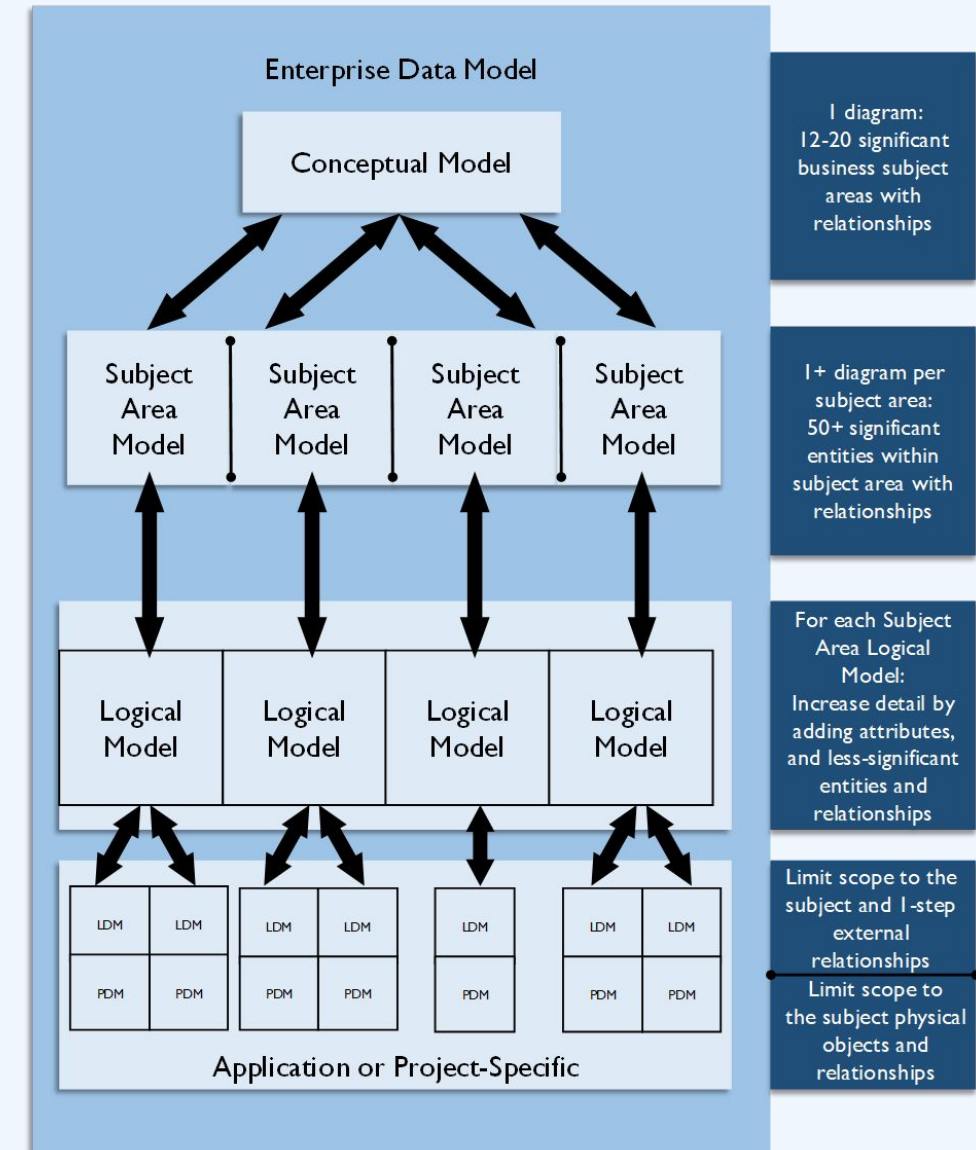 Enterprise Data Model
Conceptual Model
1 diagram:
12-20 significant
business subject
areas with
relationships
Subject
Area
Model
Subject
Area
Model
Subject
Area
Model
Subject
Area
Model
1+ diagram per
subject area:
50+ significant
entities within
subject area with
relationships
Logical
Model
Logical
Model
Logical
Model
Logical
Model
For each Subject
Area Logical
Model:
Increase detail by
adding attributes,
and less-significant
entities and
relationships
LDM
LDM
PDM
PDM
LDM
LDM
PDM
PDM
LDM
PDM
LDM
LDM
PDM
PDM
Application or Project-Specific
Limit scope to the
subject and 1-step
external
relationships
Limit scope to
the subject physical
objects and
relationships